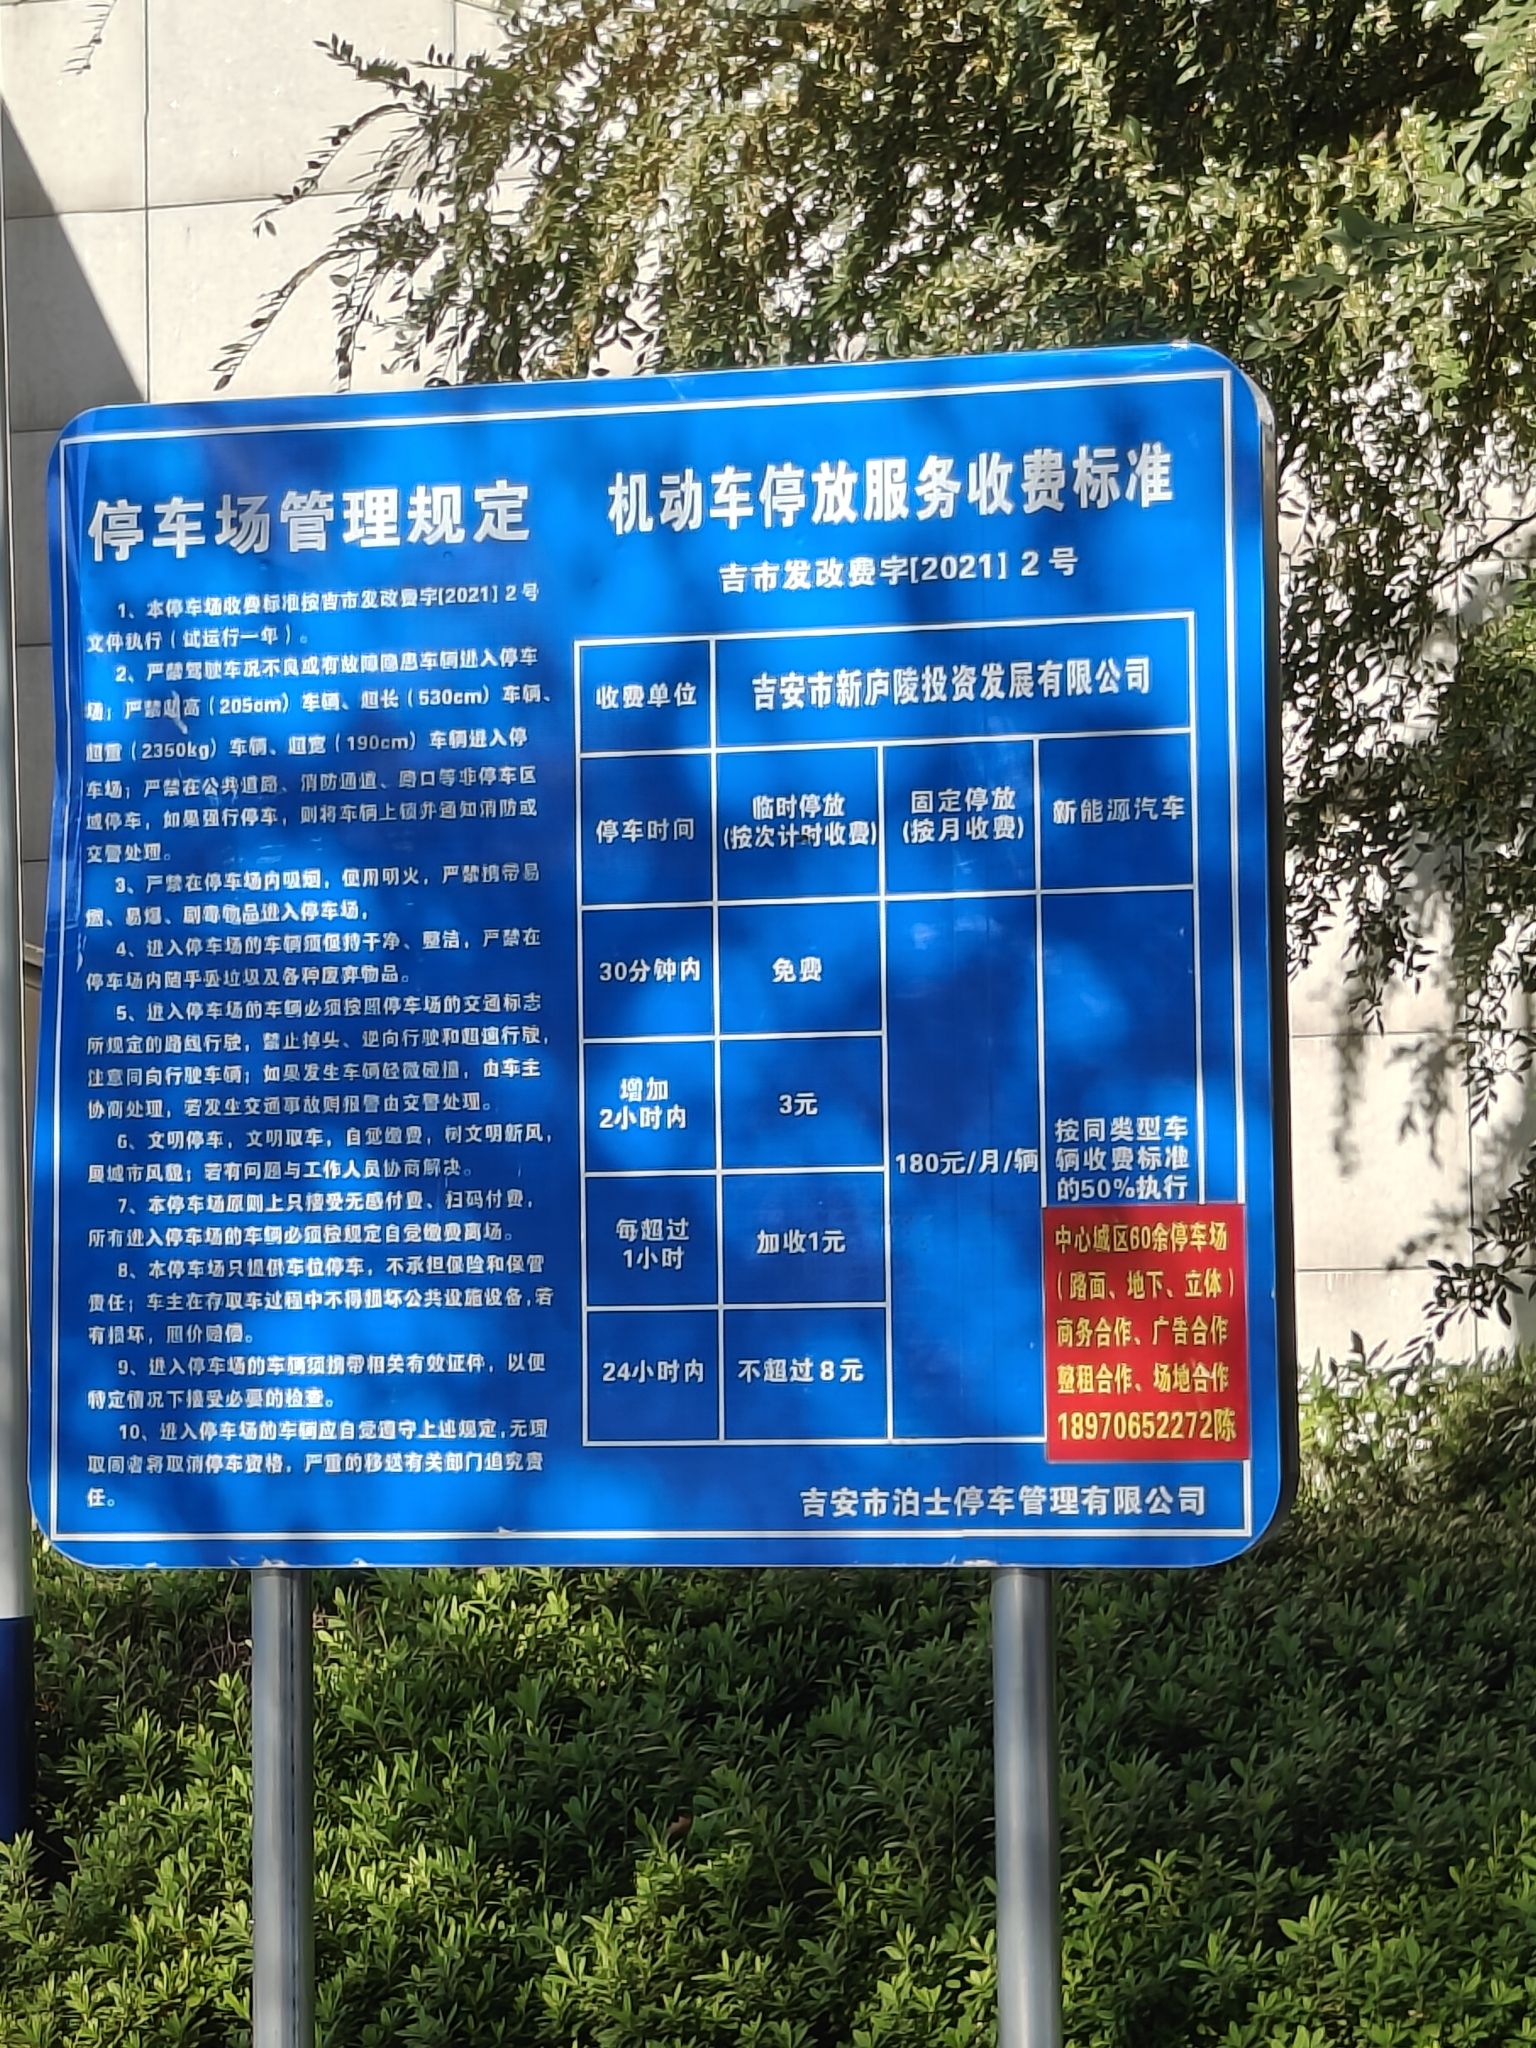 停车场管理规定
1、本停车场收费标准按吉市发改费字[2021] 2 号
文件执行（试运行一年）。
2、严禁驾驶车况不良或有故障隐患车辆进入停车
场；严禁超高（205cm）车辆、超长（530cm）车辆、
超重（2350kg）车辆、超宽（190cm）车辆进入停
车场；严禁在公共道路、消防通道、路口等非停车区
域停车，如果强行停车，则将车辆上锁并通知消防或
交警处理。
3、严禁在停车场内吸烟，使用明火，严禁携带易
燃、易爆、剧毒物品进入停车场，
4、进入停车场的车辆须保持干净、整洁，严禁在
停车场内随手丢垃圾及各种废弃物品。
5、进入停车场的车辆必须按照停车场的交通标志
所规定的路线行驶，禁止掉头、逆向行驶和超速行驶，
注意同向行驶车辆；如果发生车辆轻微碰撞，由车主
协商处理，若发生交通事故则报警由交警处理。
6、文明停车，文明取车，自觉缴费，树文明新风，
展城市风貌；若有问题与工作人员协商解决。
7、本停车场原则上只接受无感付费、扫码付费，
所有进入停车场的车辆必须按规定自觉缴费离场。
8、本停车场只提供车位停车，不承担保险和保管
责任；车主在存取车过程中不得损坏公共设施设备，若
有损坏，照价赔偿。
9、进入停车场的车辆须携带相关有效证件，以便
特定情况下接受必要的检查。
10、进入停车场的车辆应自觉遵守上述规定，无理
取闹者将取消停车资格，严重的移送有关部门追究责
任。
机动车停放服务收费标准
吉市发改费字[2021] 2 号
收费单位 吉安市新庐陵投资发展有限公司
停车时间 临时停放 固定停放 新能源汽车
(按次计时收费) (按月收费)
30分钟内 免费
增加 3元
2小时内
180元/月/辆
按同类型车
辆收费标准
的50%执行
每超过 加收1元
1小时
24小时内 不超过 8 元
中心城区60余停车场
（路面、地下、立体）
商务合作、广告合作
整租合作、场地合作
18970652272陈
吉安市泊士停车管理有限公司